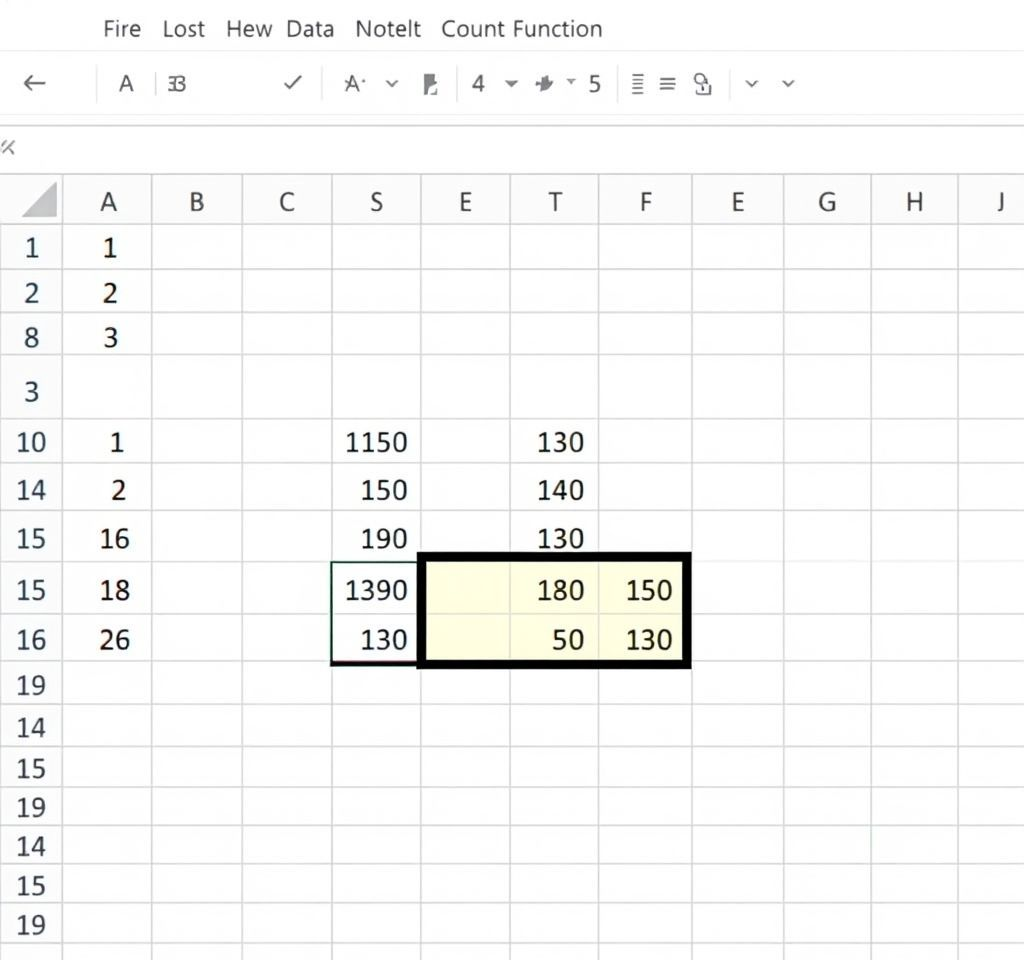 Fire Lost Hew Data Notelt Count Function
A 33 A 4 5
A B C S E T F E G H J
1 1
2 2
8 3
3
10 1 1150 130
14 2 150 140
15 16 190 130
15 18 1390 180 150
16 26 130 50 130
19
14
15
19
14
15
19